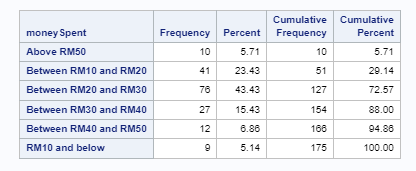 moneySpent Frequency Percent Cumulative Frequency Cumulative Percent
Above RM50 10 5.71 10 5.71
Between RM10 and RM20 41 23.43 51 29.14
Between RM20 and RM30 76 43.43 127 72.57
Between RM30 and RM40 27 15.43 154 88.00
Between RM40 and RM50 12 6.86 166 94.86
RM10 and below 9 5.14 175 100.00